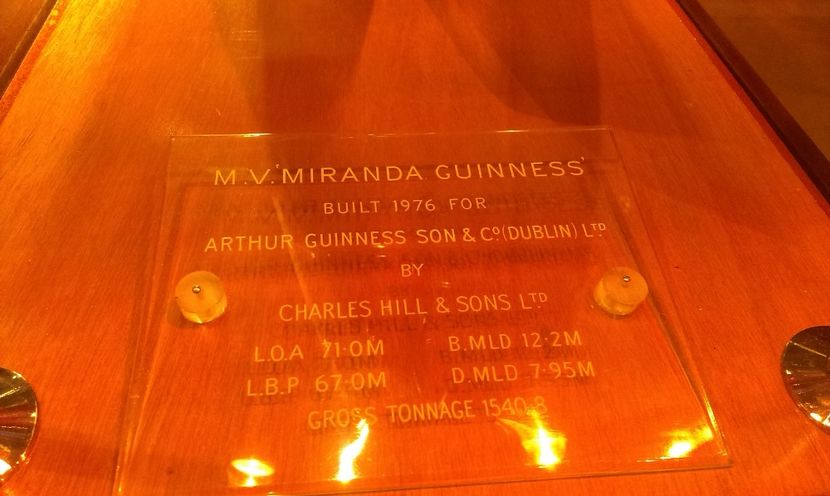 M.V. 'MIRANDA GUINNESS'
BUILT 1976 FOR
ARTHUR GUINNESS SON & Co. (DUBLIN) LTD.
BY
CHARLES HILL & SONS LTD
L.O.A 71·0M B.MLD 12·2M
L.B.P 67·0M D.MLD 7·95M
GROSS TONNAGE 1540·8